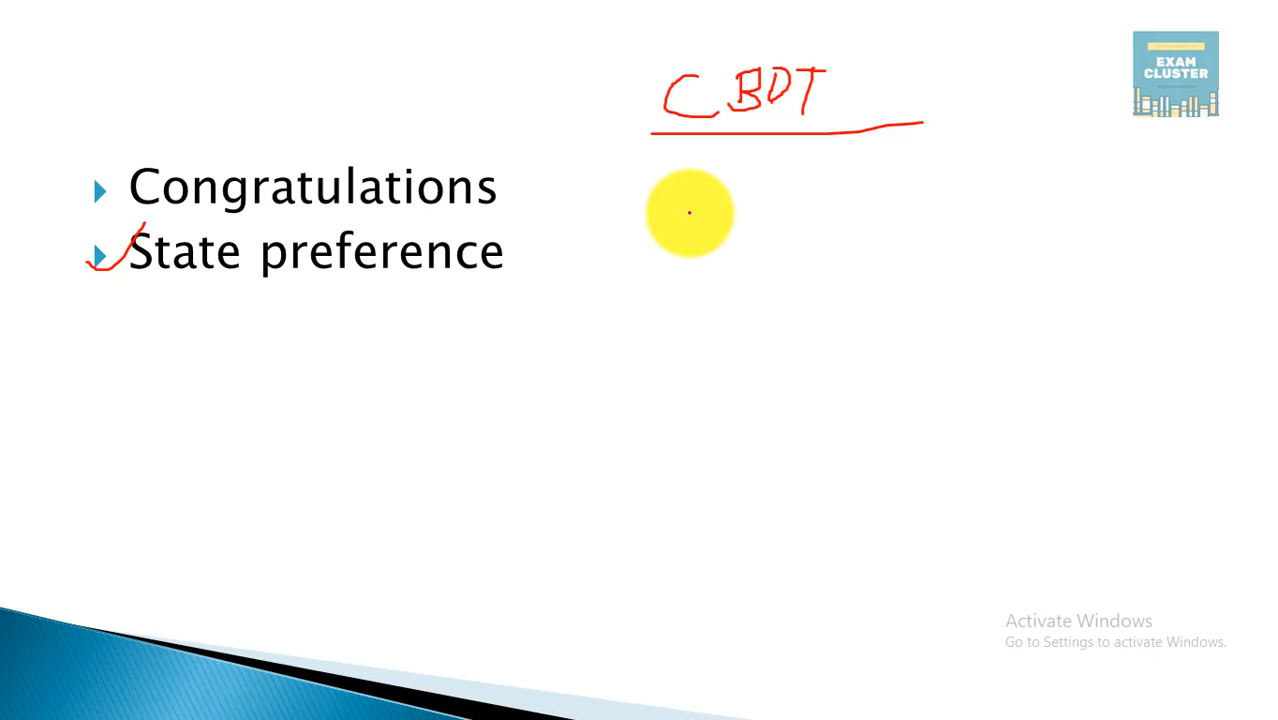 CBDT
EXAM
CLUSTER
Congratulations
State preference
Activate Windows
Go to Settings to activate Windows.